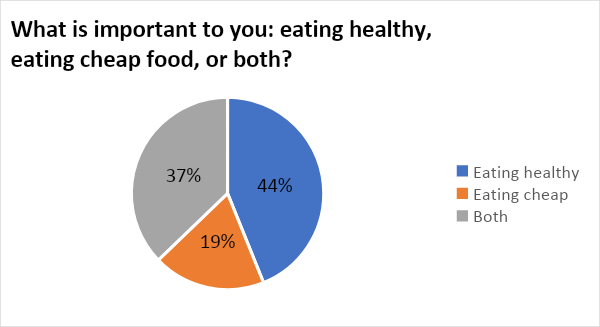 What is important to you: eating healthy,
eating cheap food, or both?
37%
44%
19%
Eating healthy
Eating cheap
Both